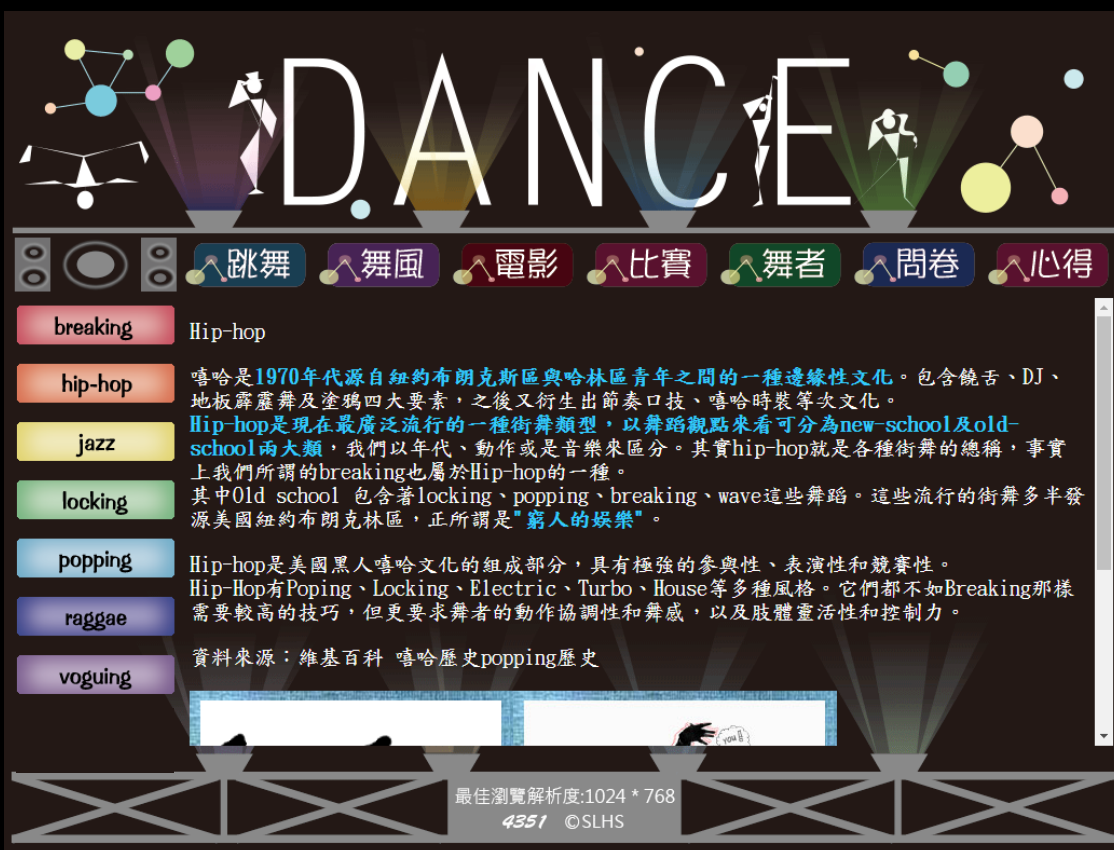 DANCE
跳舞 舞風 電影 比賽 舞者 問卷 心得
breaking
hip-hop
jazz
locking
popping
raggae
voguing
Hip-hop
嘻哈是1970年代源自紐約布朗克斯區與哈林區青年之間的一種邊緣性文化。包含饒舌、DJ、
地板霹靂舞及塗鴉四大要素，之後又衍生出節奏口技、嘻哈時裝等次文化。
Hip-hop是現在最廣泛流行的一種街舞類型，以舞蹈觀點來看可分為new-school及old-
school兩大類，我們以年代、動作或是音樂來區分。其實hip-hop就是各種街舞的總稱，事實
上我們所謂的breaking也屬於Hip-hop的一種。
其中Old school 包含著locking、popping、breaking、wave這些舞蹈。這些流行的街舞多半發
源美國紐約布朗克林區，正所謂是"窮人的娛樂"。
Hip-hop是美國黑人嘻哈文化的組成部分，具有極強的參與性、表演性和競賽性。
Hip-Hop有Poping、Locking、Electric、Turbo、House等多種風格。它們都不如Breaking那樣
需要較高的技巧，但更要求舞者的動作協調性和舞感，以及肢體靈活性和控制力。
資料來源：維基百科 嘻哈歷史popping歷史
you
最佳瀏覽解析度:1024 * 768
4351 ©SLHS